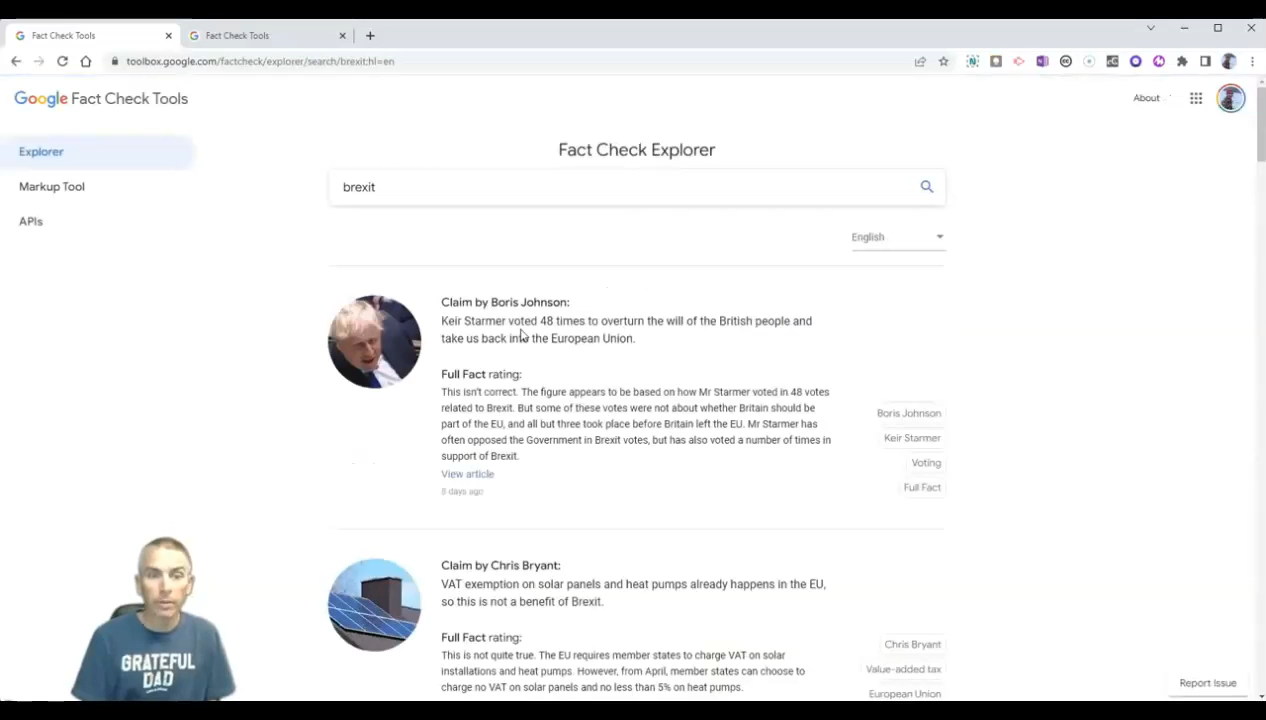 Fact Check Tools
Fact Check Tools
toolbox.google.com/factcheck/explorer/search/brexit;hl=en
Google Fact Check Tools
About
Explorer
Markup Tool
APIs
Fact Check Explorer
brexit
English
Claim by Boris Johnson:
Keir Starmer voted 48 times to overturn the will of the British people and
take us back into the European Union.
Full Fact rating:
This isn't correct. The figure appears to be based on how Mr Starmer voted in 48 votes
related to Brexit. But some of these votes were not about whether Britain should be
part of the EU, and all but three took place before Britain left the EU. Mr Starmer has
often opposed the Government in Brexit votes, but has also voted a number of times in
support of Brexit.
View article
8 days ago
Boris Johnson
Keir Starmer
Voting
Full Fact
Claim by Chris Bryant:
VAT exemption on solar panels and heat pumps already happens in the EU,
so this is not a benefit of Brexit.
Full Fact rating:
This is not quite true. The EU requires member states to charge VAT on solar
installations and heat pumps. However, from April, member states can choose to
charge no VAT on solar panels and no less than 5% on heat pumps.
Chris Bryant
Value-added tax
European Union
Report Issue
GRATEFUL
DAD